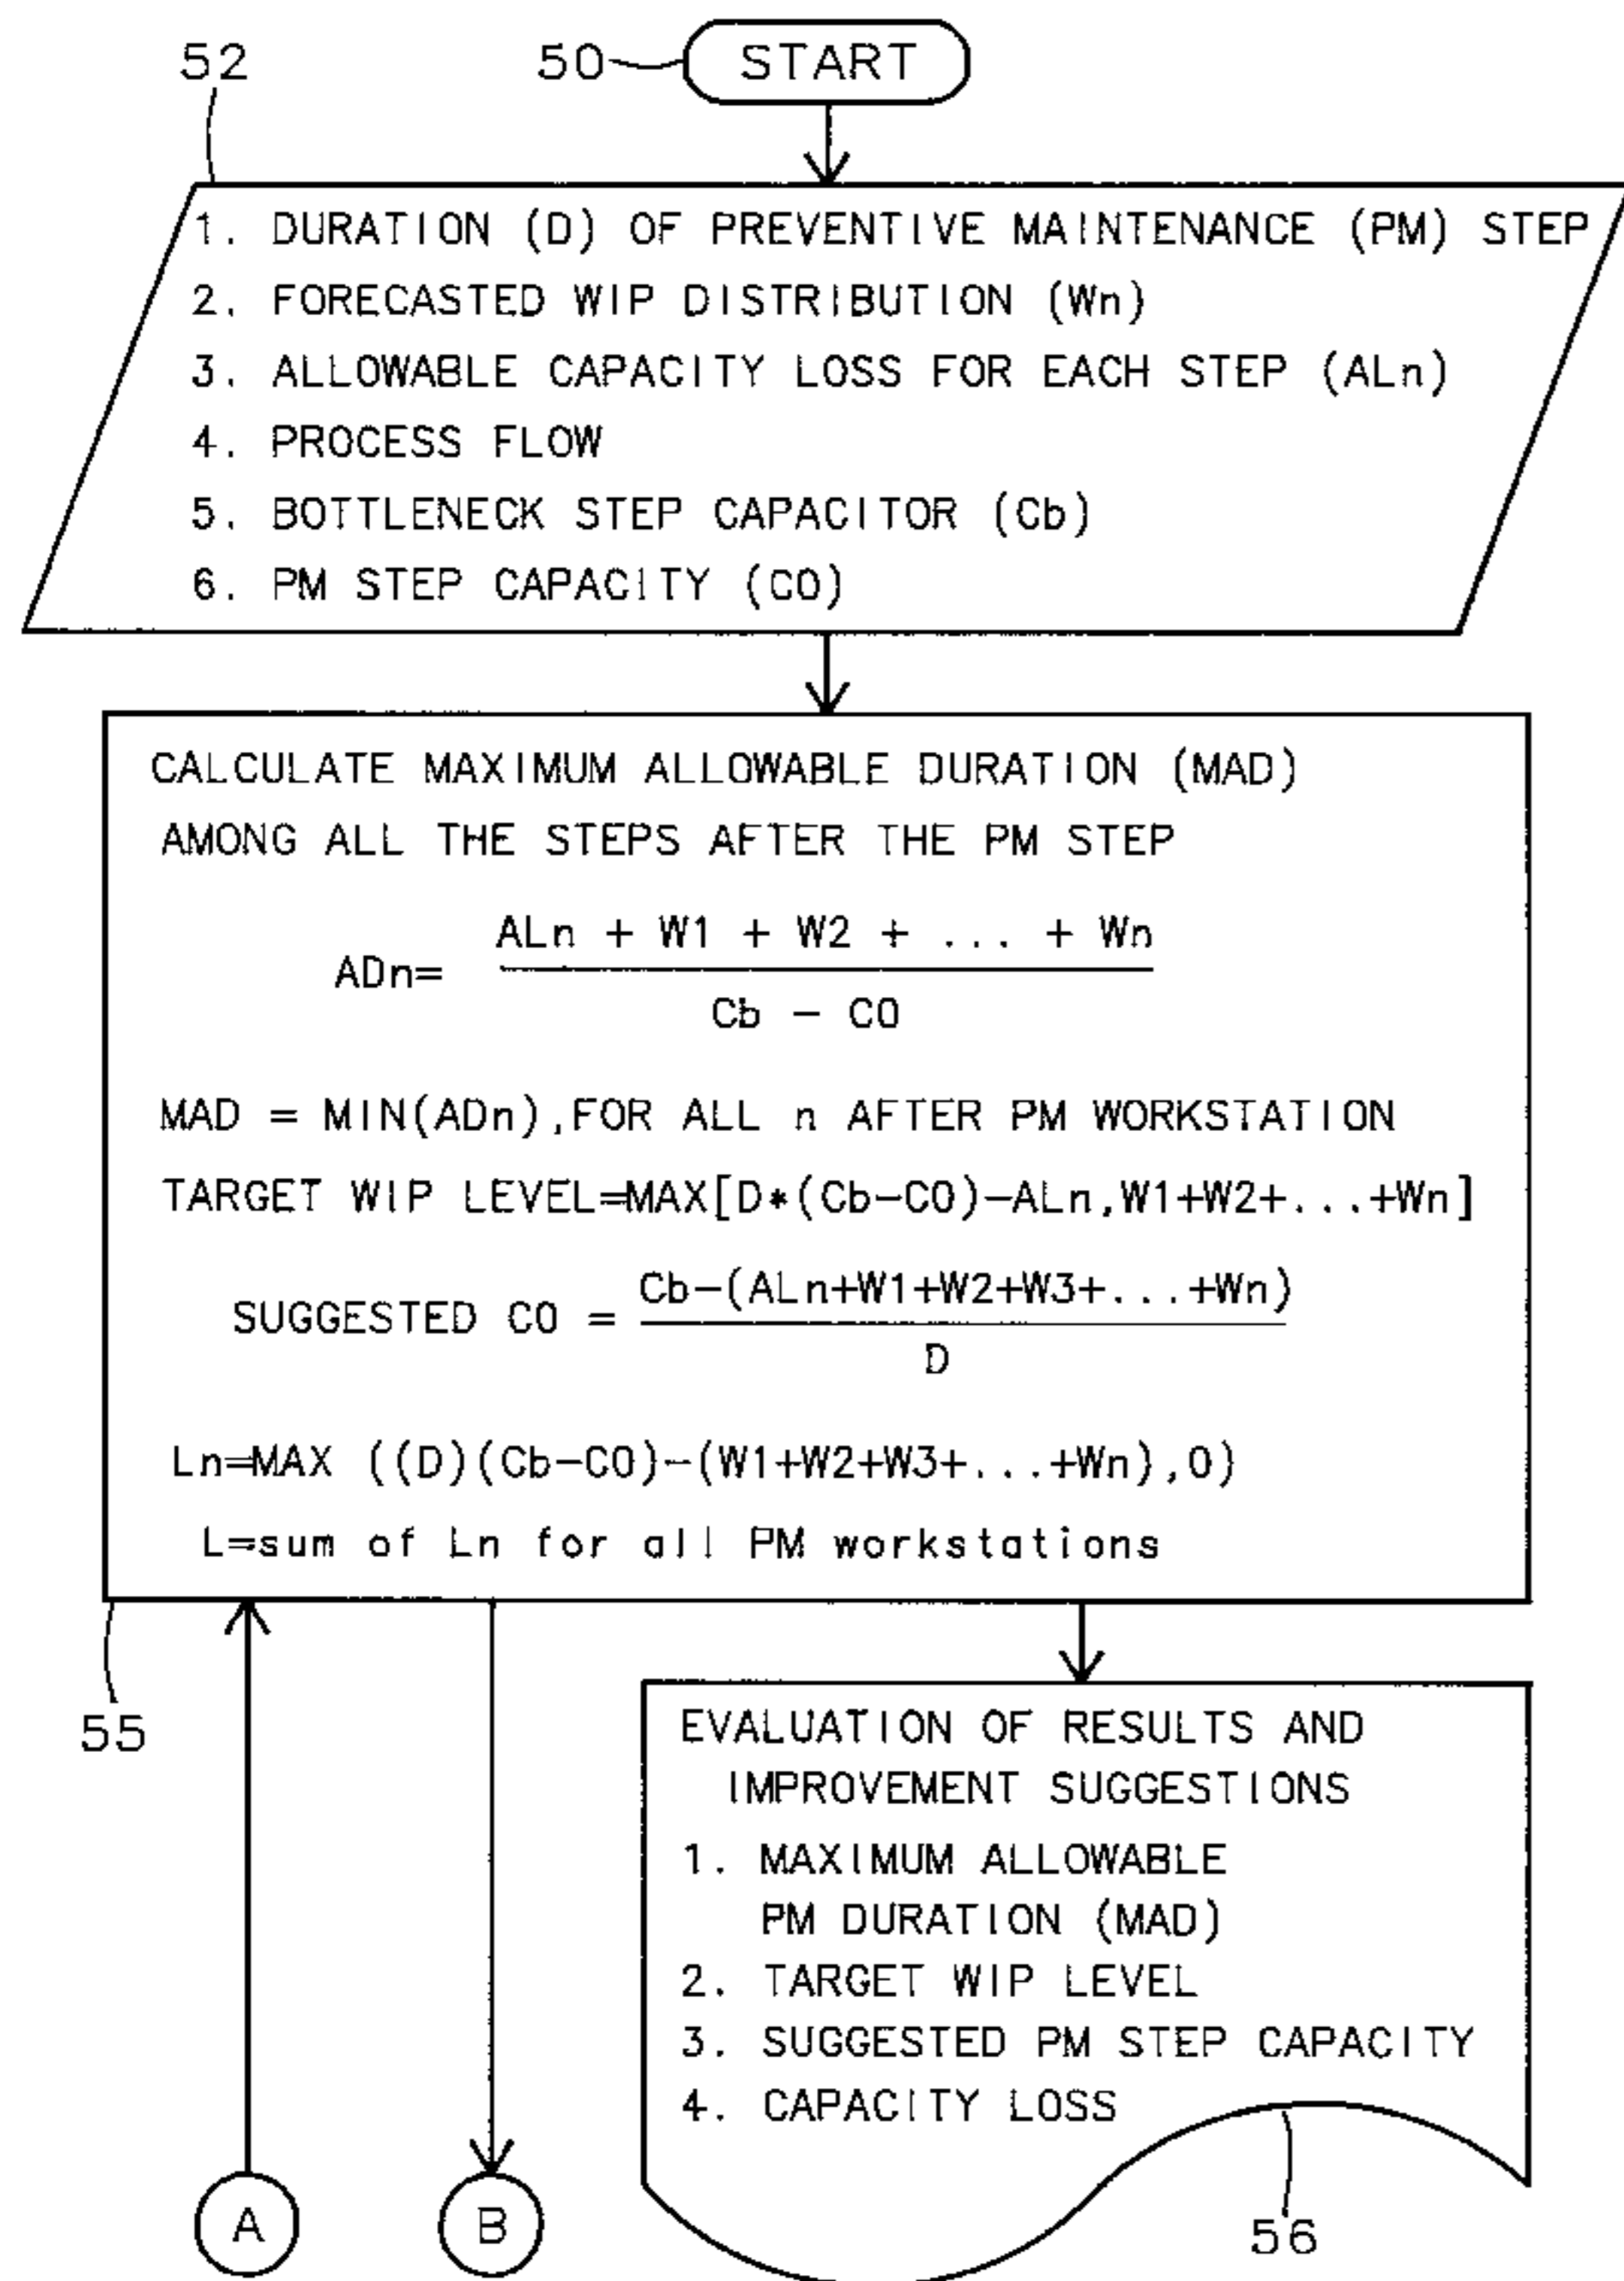 52
50
START
1. DURATION (D) OF PREVENTIVE MAINTENANCE (PM) STEP
2. FORECASTED WIP DISTRIBUTION (Wn)
3. ALLOWABLE CAPACITY LOSS FOR EACH STEP (ALn)
4. PROCESS FLOW
5. BOTTLENECK STEP CAPACITOR (Cb)
6. PM STEP CAPACITY (C0)
CALCULATE MAXIMUM ALLOWABLE DURATION (MAD)
AMONG ALL THE STEPS AFTER THE PM STEP
ALn + W1 + W2 + ... + Wn
ADn=
Cb - C0
MAD = MIN(ADn),FOR ALL n AFTER PM WORKSTATION
TARGET WIP LEVEL=MAX[D*(Cb-C0)-ALn,W1+W2+...+Wn]
Cb-(ALn+W1+W2+W3+...+Wn)
SUGGESTED C0 =
D
Ln=MAX ((D)(Cb-C0)-(W1+W2+W3+...+Wn),0)
L=sum of Ln for all PM workstations
55
EVALUATION OF RESULTS AND
IMPROVEMENT SUGGESTIONS
1. MAXIMUM ALLOWABLE
PM DURATION (MAD)
2. TARGET WIP LEVEL
3. SUGGESTED PM STEP CAPACITY
4. CAPACITY LOSS
A
B
56